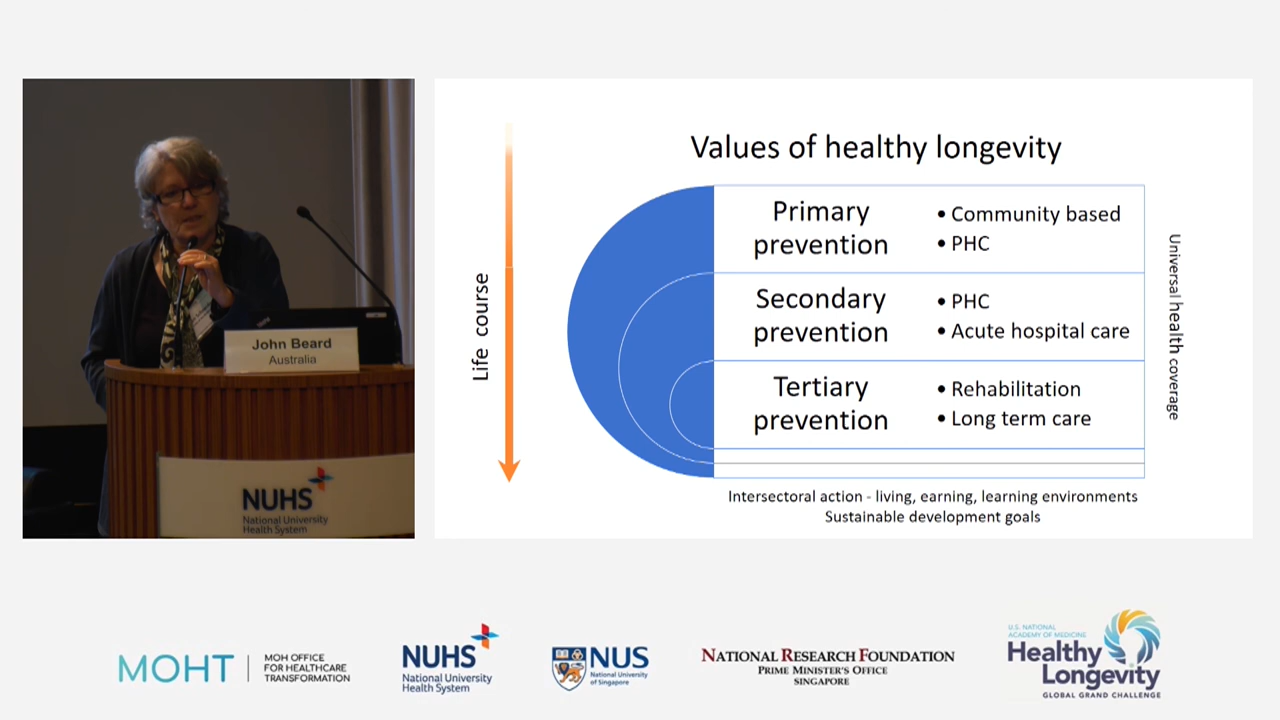 John Beard
Australia
NUHS
National University
Health System
Values of healthy longevity
Life course
Primary
prevention
• Community based
• PHC
Secondary
prevention
• PHC
• Acute hospital care
Tertiary
prevention
• Rehabilitation
• Long term care
Universal health coverage
Intersectoral action - living, earning, learning environments
Sustainable development goals
MOHT
MOH OFFICE
FOR HEALTHCARE
TRANSFORMATION
NUHS
National University
Health System
NUS
National University
of Singapore
NATIONAL RESEARCH FOUNDATION
PRIME MINISTER'S OFFICE
SINGAPORE
U.S. NATIONAL
ACADEMY OF MEDICINE
Healthy
Longevity
GLOBAL GRAND CHALLENGE